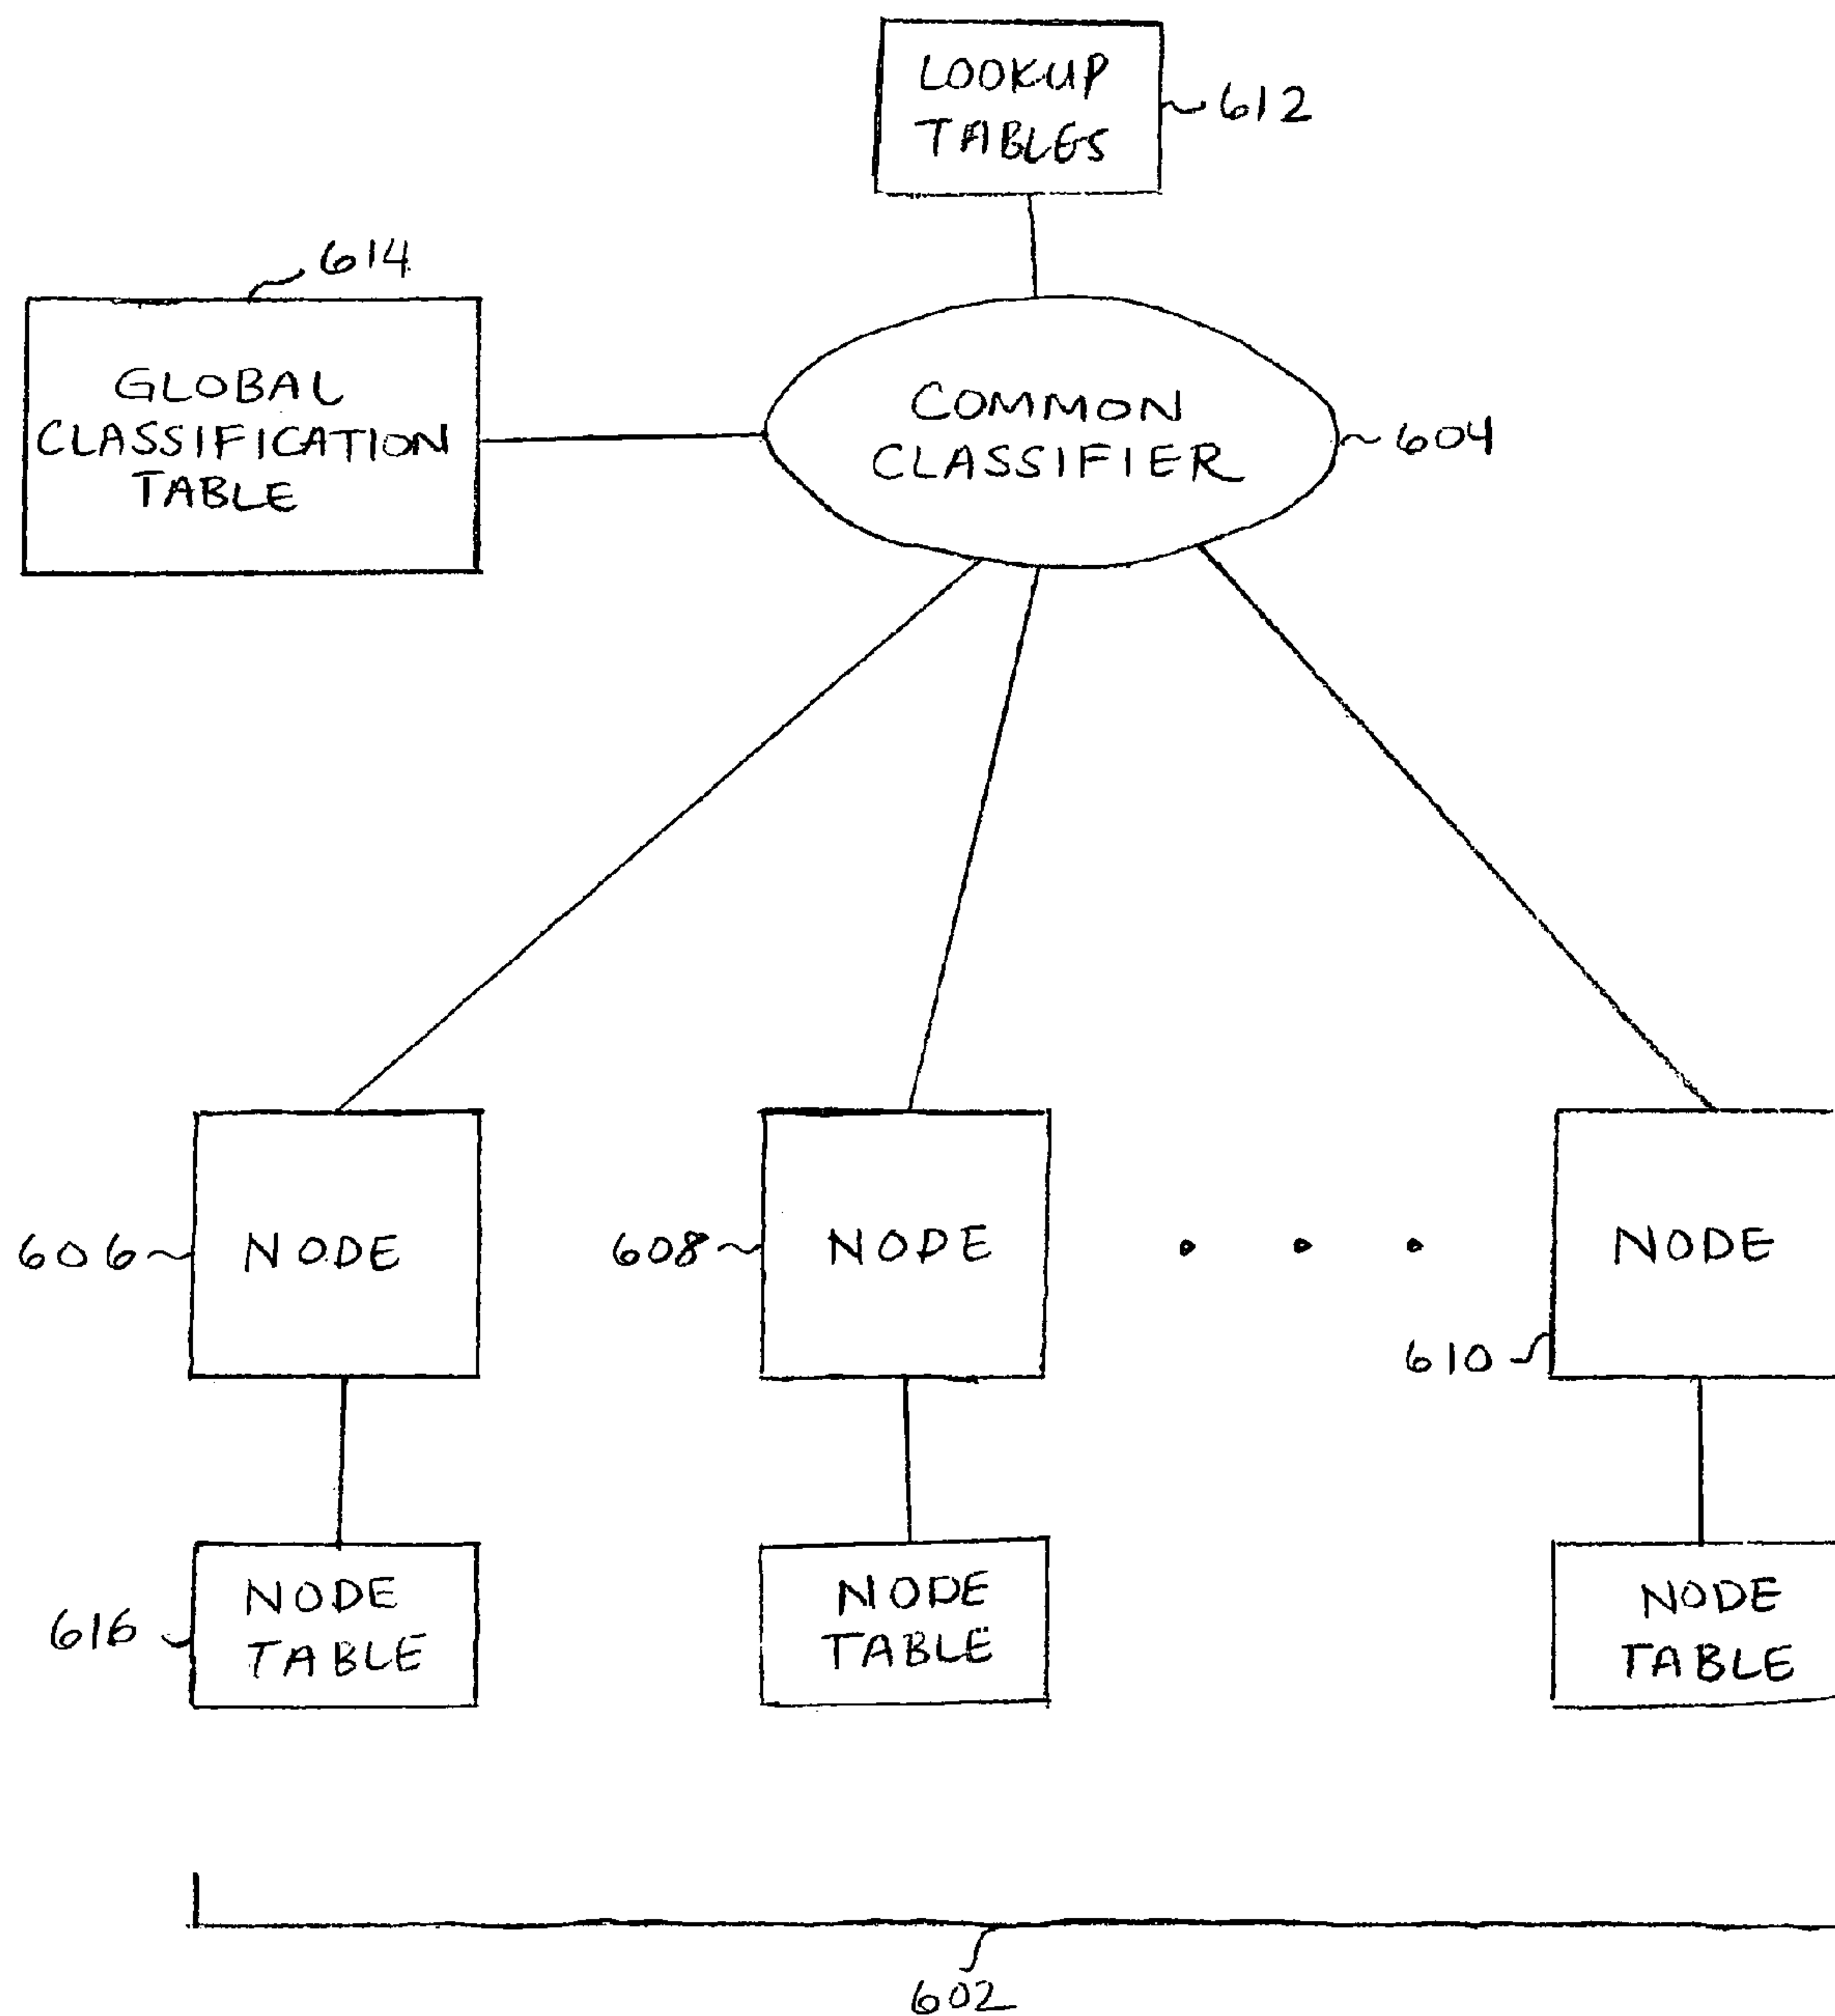 LOOKUP
TABLES
612
614
GLOBAL
CLASSIFICATION
TABLE
COMMON
CLASSIFIER
604
606
NODE
608
NODE
NODE
610
616
NODE
TABLE
NODE
TABLE
NODE
TABLE
602